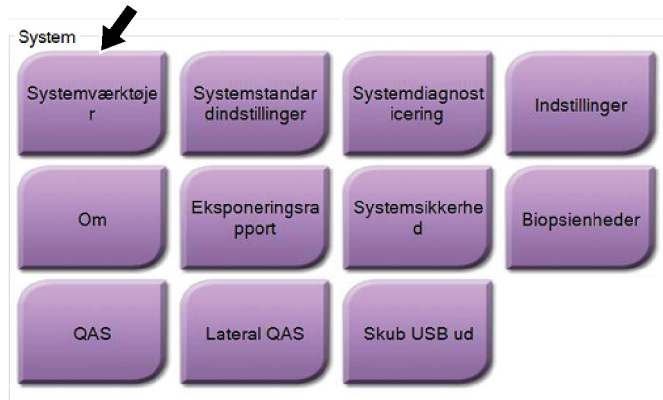 System
Systemværktøje
r
Systemstandar
dindstillinger
Systemdiagnost
icering
Indstillinger
Om
Eksponeringsra
pport
Systemsikkerhe
d
Biopsienheder
QAS
Lateral QAS
Skub USB ud